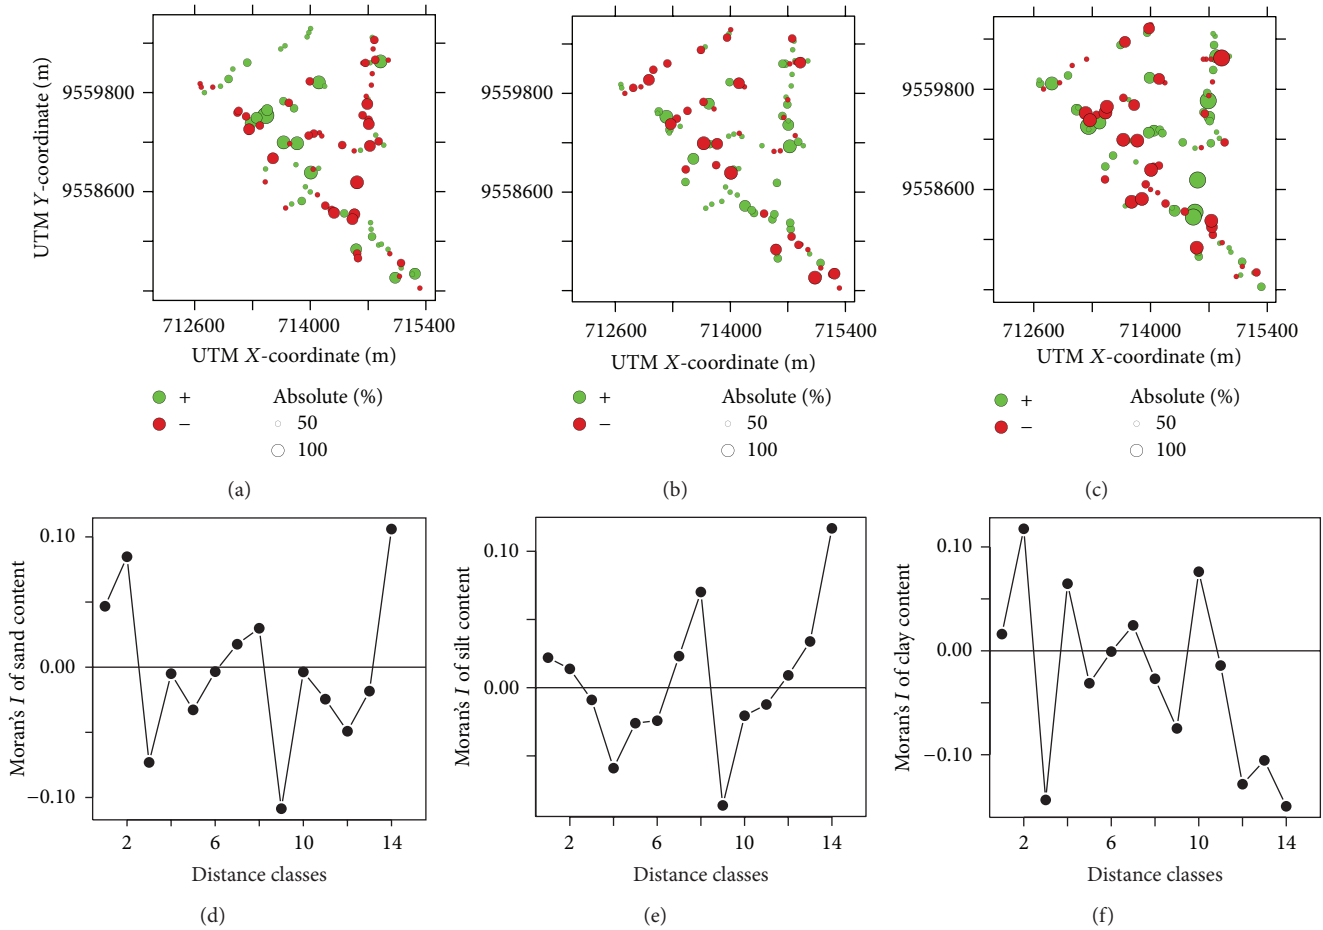 UTM Y-coordinate (m)
9559800
9558600
712600 714000 715400
UTM X-coordinate (m)
+
−
Absolute (%)
50
100
(a)
9559800
9558600
712600 714000 715400
UTM X-coordinate (m)
+
−
Absolute (%)
50
100
(b)
9559800
9558600
712600 714000 715400
UTM X-coordinate (m)
+
−
Absolute (%)
50
100
(c)
Moran's I of sand content
0.10
0.00
−0.10
2 6 10 14
Distance classes
(d)
Moran's I of silt content
0.10
0.00
2 6 10 14
Distance classes
(e)
Moran's I of clay content
0.10
0.00
−0.10
2 6 10 14
Distance classes
(f)